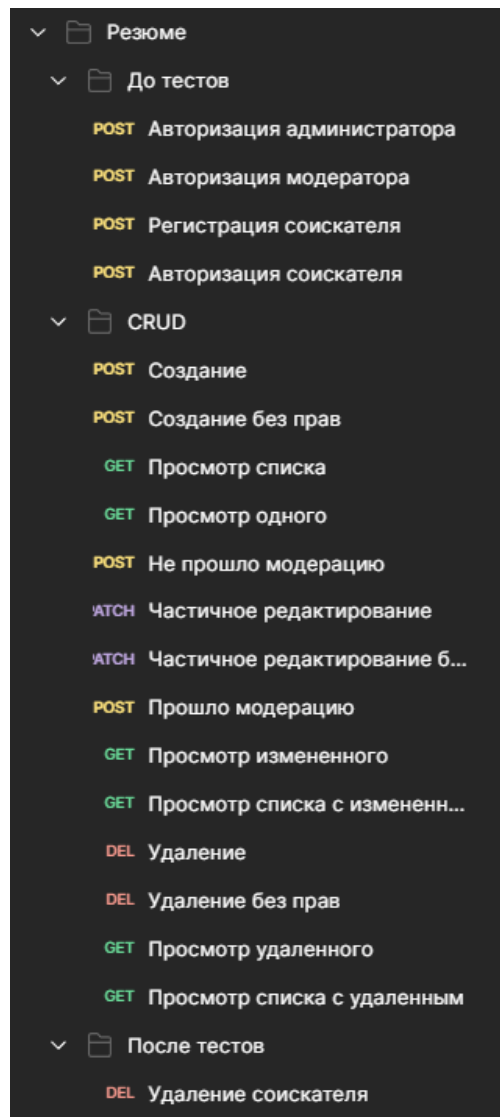 Резюме
До тестов
POST Авторизация администратора
POST Авторизация модератора
POST Регистрация соискателя
POST Авторизация соискателя
CRUD
POST Создание
POST Создание без прав
GET Просмотр списка
GET Просмотр одного
POST Не прошло модерацию
PATCH Частичное редактирование
PATCH Частичное редактирование б...
POST Прошло модерацию
GET Просмотр измененного
GET Просмотр списка с измененн...
DEL Удаление
DEL Удаление без прав
GET Просмотр удаленного
GET Просмотр списка с удаленным
После тестов
DEL Удаление соискателя